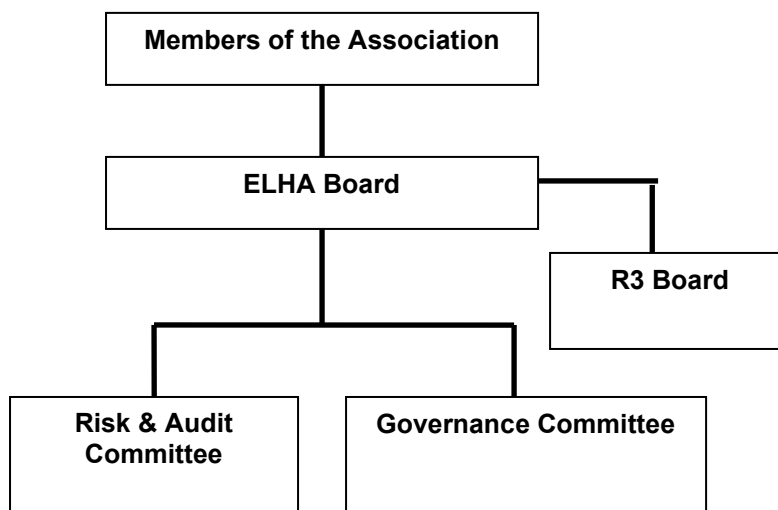 Members of the Association
ELHA Board
R3 Board
Risk & Audit
Committee
Governance Committee